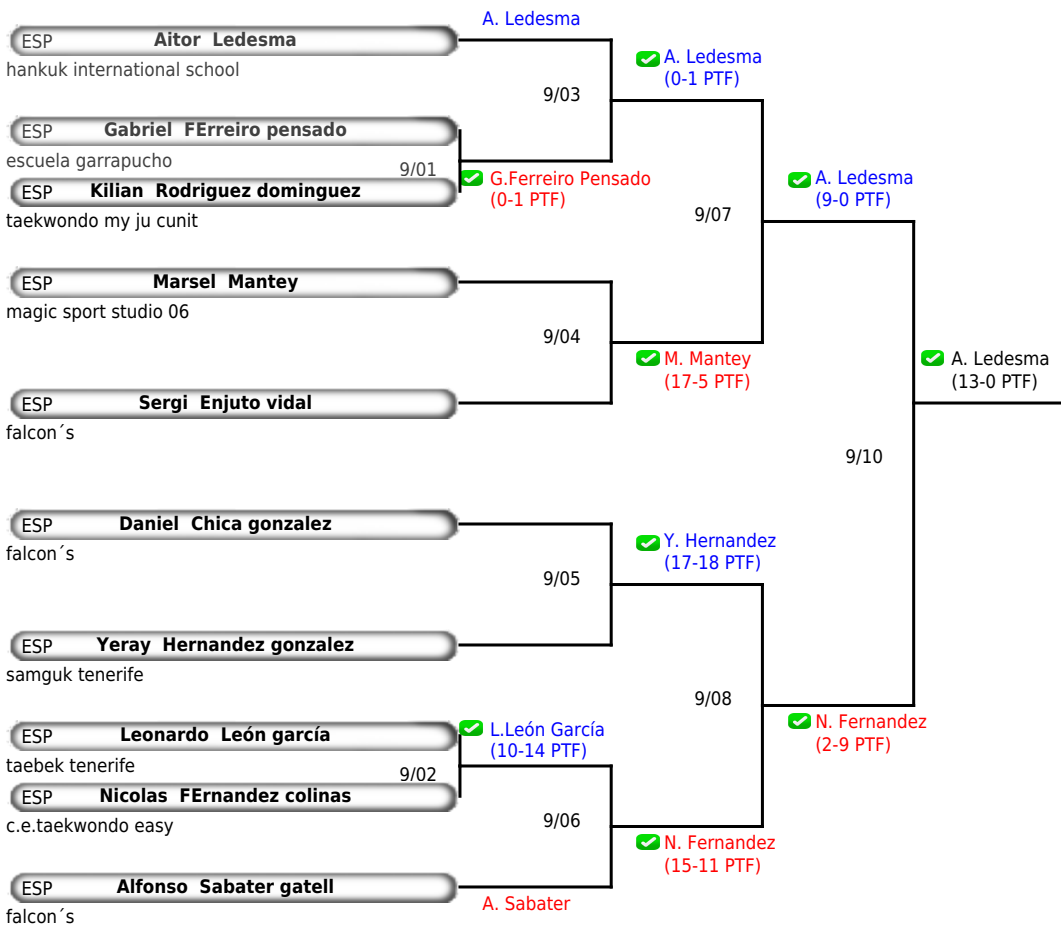 A. Ledesma
ESP Aitor Ledesma
hankuk international school
A. Ledesma
(0-1 PTF)
9/03
ESP Gabriel FErreiro pensado
escuela garrapucho
9/01
G.Ferreiro Pensado
(0-1 PTF)
ESP Kilian Rodriguez dominguez
taekwondo my ju cunit
A. Ledesma
(9-0 PTF)
9/07
ESP Marsel Mantey
magic sport studio 06
9/04
M. Mantey
(17-5 PTF)
A. Ledesma
(13-0 PTF)
ESP Sergi Enjuto vidal
falcon´s
9/10
ESP Daniel Chica gonzalez
falcon´s
Y. Hernandez
(17-18 PTF)
9/05
ESP Yeray Hernandez gonzalez
samguk tenerife
9/08
N. Fernandez
(2-9 PTF)
ESP Leonardo León garcía
taebek tenerife
9/02
L.León García
(10-14 PTF)
ESP Nicolas FErnandez colinas
c.e.taekwondo easy
9/06
N. Fernandez
(15-11 PTF)
ESP Alfonso Sabater gatell
falcon´s
A. Sabater